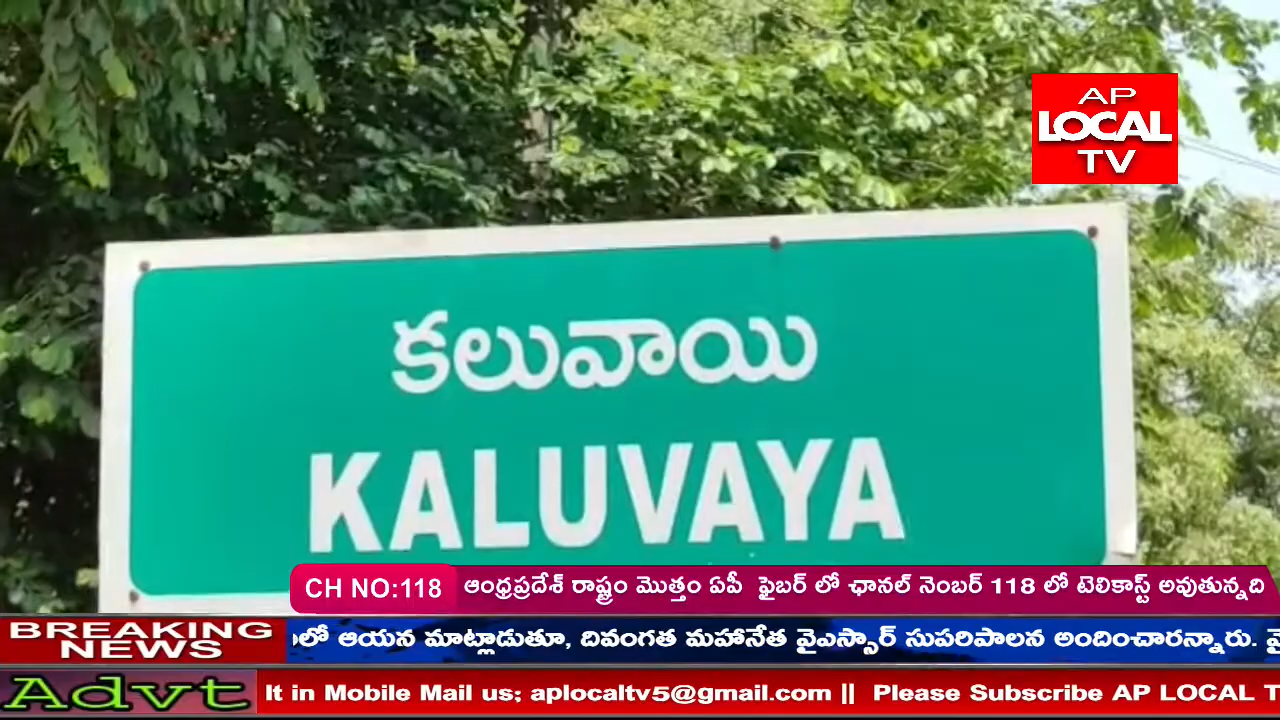 AP
LOCAL
TV
కలువాయి
KALUVAYA
CH NO:118 ఆంధ్రప్రదేశ్ రాష్ట్రం మొత్తం ఏపీ ఫైబర్ లో ఛానల్ నెంబర్ 118 లో టెలికాస్ట్ అవుతున్నది
BREAKING
NEWS
లో ఆయన మాట్లాడుతూ, దివంగత మహానేత వైఎస్సార్ సుపరిపాలన అందించారన్నారు.
Advt It in Mobile Mail us; aplocaltv5@gmail.com || Please Subscribe AP LOCAL T